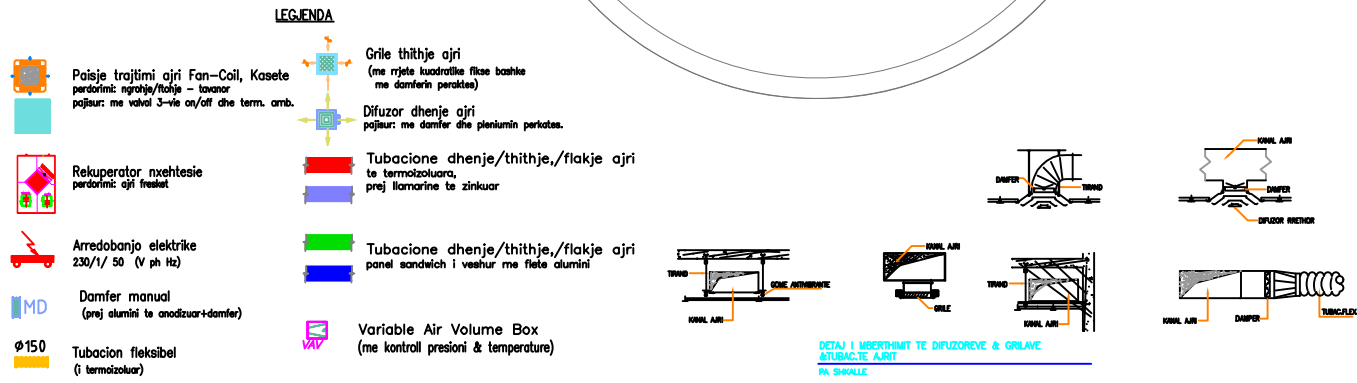 LEGJENDA
Paisje trajtimi ajri Fan-Coil, Kasete
perdorimi: ngrohje/ftohje - tavanor
pajisur: me valvol 3-vie on/off dhe term. amb.
Rekuperator nxehtesie
perdorimi: ajri fresket
Arredobanjo elektrike
230/1/ 50 (V ph Hz)
MD
Damfer manual
(prej alumini te anodizuar+damfer)
Ø150
Tubacion fleksibel
(i termoizoluar)
Grile thithje ajri
(me rrjete kuadratike fikse bashke
me damferin peraktes)
Difuzor dhenje ajri
pajisur: me damfer dhe pleniumin perkates.
Tubacione dhenje/thithje,/flakje ajri
te termoizoluara,
prej llamarine te zinkuar
Tubacione dhenje/thithje,/flakje ajri
panel sandwich i veshur me flete alumini
VAV
Variable Air Volume Box
(me kontroll presioni & temperature)
DAMFER
TIRAND
KANAL AJRI
DAMFER
DIFUZOR RRETHOR
TIRAND
GOME ANTIVIBRANTE
KANAL AJRI
KANAL AJRI
GRILE
TIRAND
KANAL AJRI
KANAL AJRI
DAMPER
TUBAC.FLEX
DETAJ I MBERTHIMIT TE DIFUZOREVE & GRILAVE
&TUBAC.TE AJRIT
PA SHKALLE